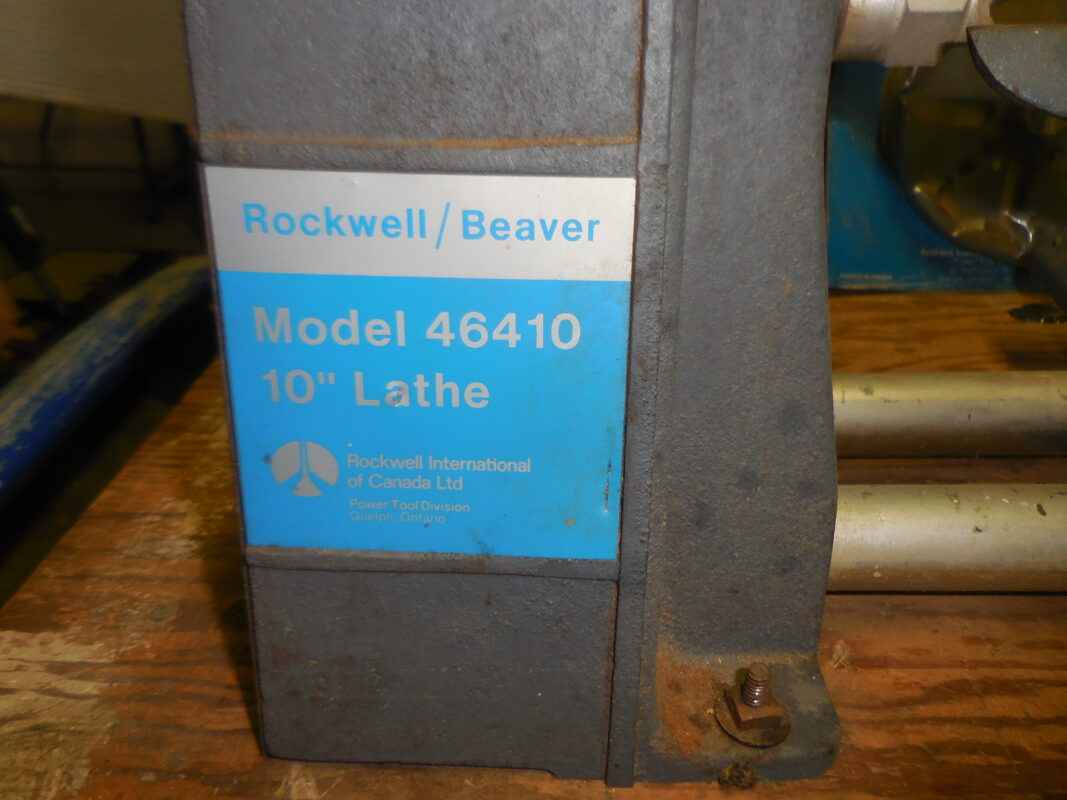 Rockwell/Beaver
Model 46410
10" Lathe
Rockwell International
of Canada Ltd
Power Tool Division
Guelph, Ontario